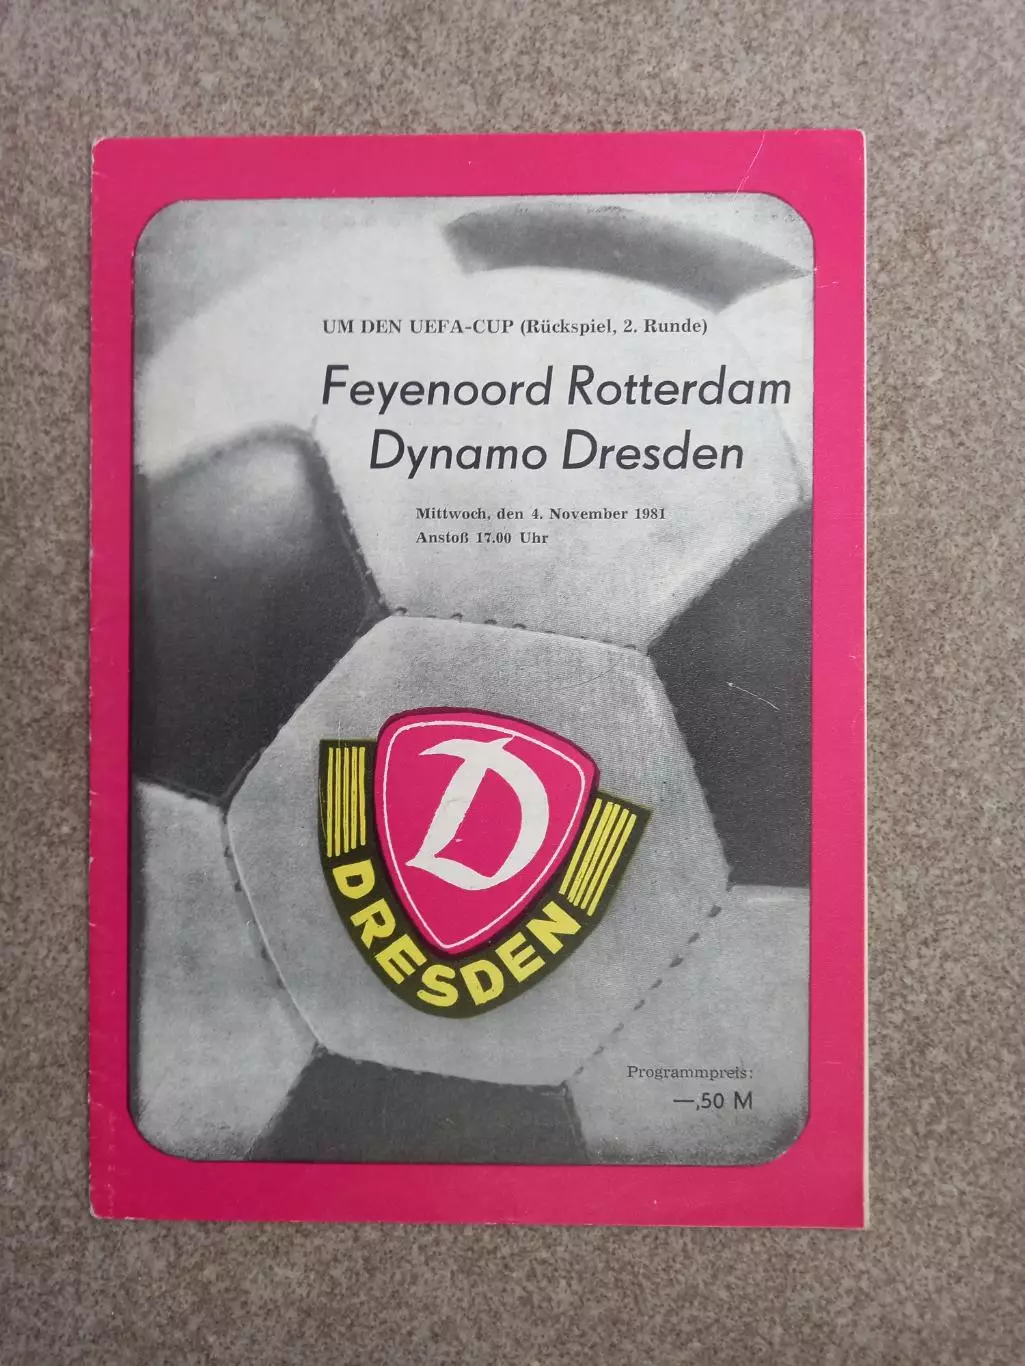 UM DEN UEFA-CUP (Rückspiel, 2. Runde)
Feyenoord Rotterdam
Dynamo Dresden
Mittwoch, den 4. November 1981
Anstoß 17.00 Uhr
D
DRESDEN
Programmpreis:
—,50 M